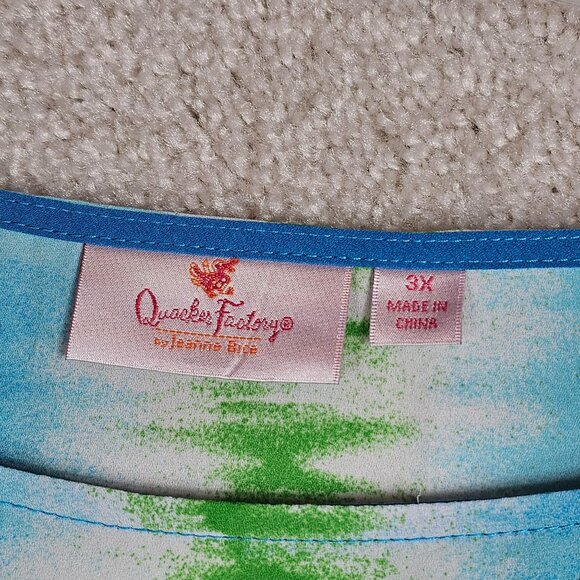 Quacker Factory®
by Jeanne Bice
3X
MADE IN
CHINA